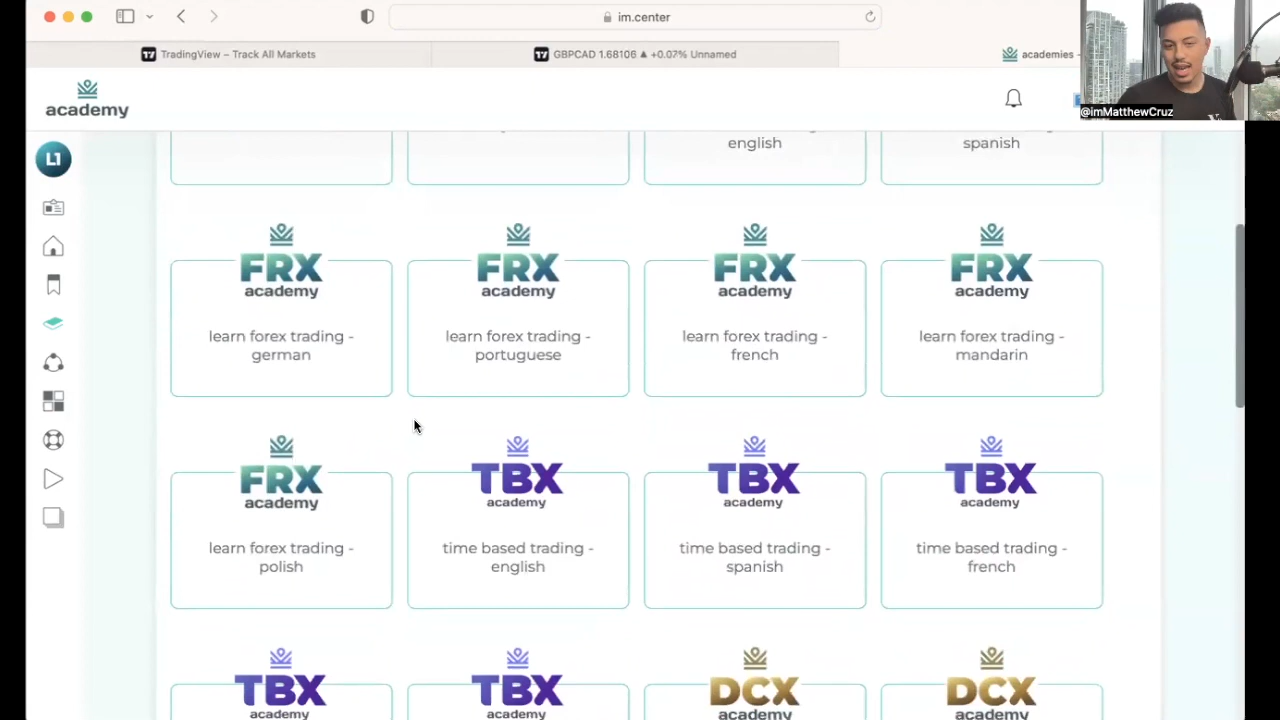 im.center
TradingView – Track All Markets
GBPCAD 1.68106 ▲ +0.07% Unnamed
academies -
@imMatthewCruz
academy
L1
english
spanish
FRX
academy
learn forex trading -
german
FRX
academy
learn forex trading -
portuguese
FRX
academy
learn forex trading -
french
FRX
academy
learn forex trading -
mandarin
FRX
academy
learn forex trading -
polish
TBX
academy
time based trading -
english
TBX
academy
time based trading -
spanish
TBX
academy
time based trading -
french
TBX
academy
TBX
academy
DCX
academy
DCX
academy